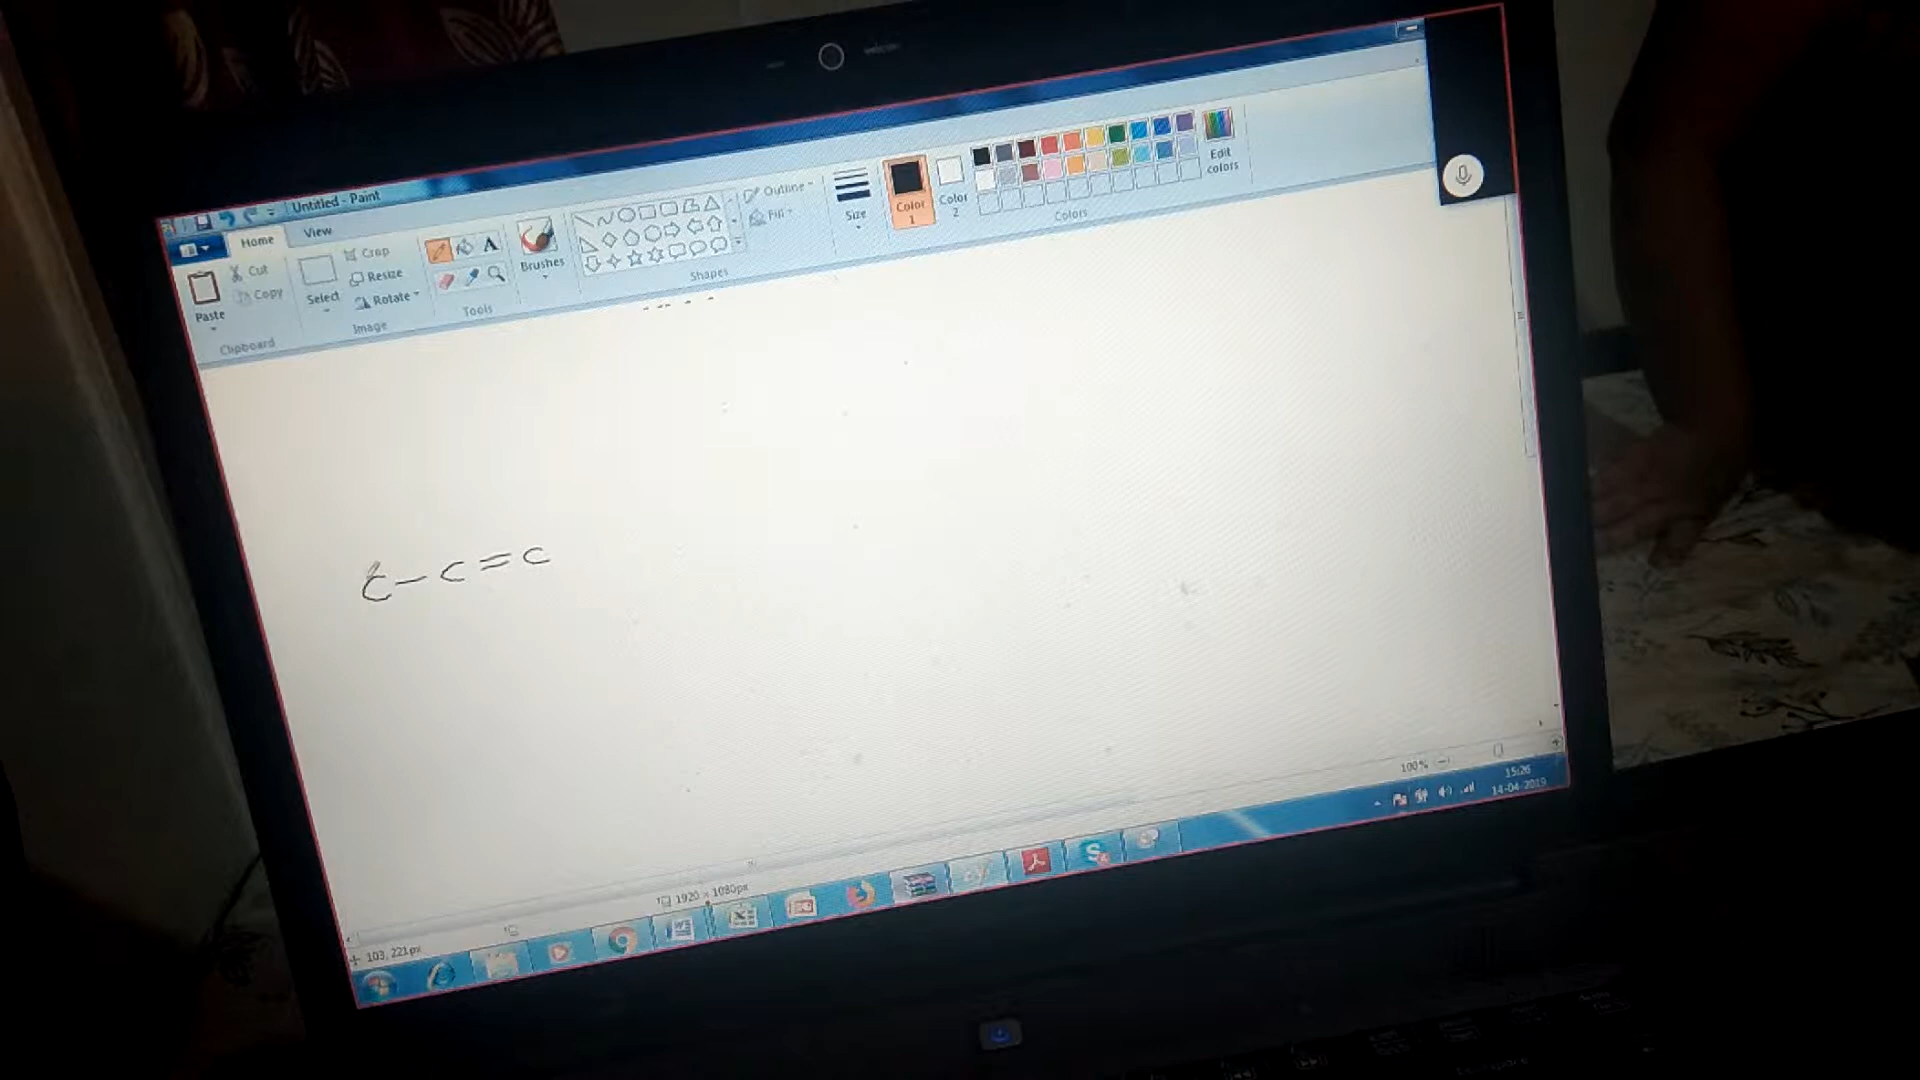 Untitled - Paint
Home View
Paste
Cut
Copy
Clipboard
Select
Crop
Resize
Rotate
Image
Tools
Brushes
Shapes
Outline
Fill
Size
Color 1
Color 2
Colors
Edit colors
C – C = C
100%
1920 × 1080px
103, 221px
15:26
14-04-2019